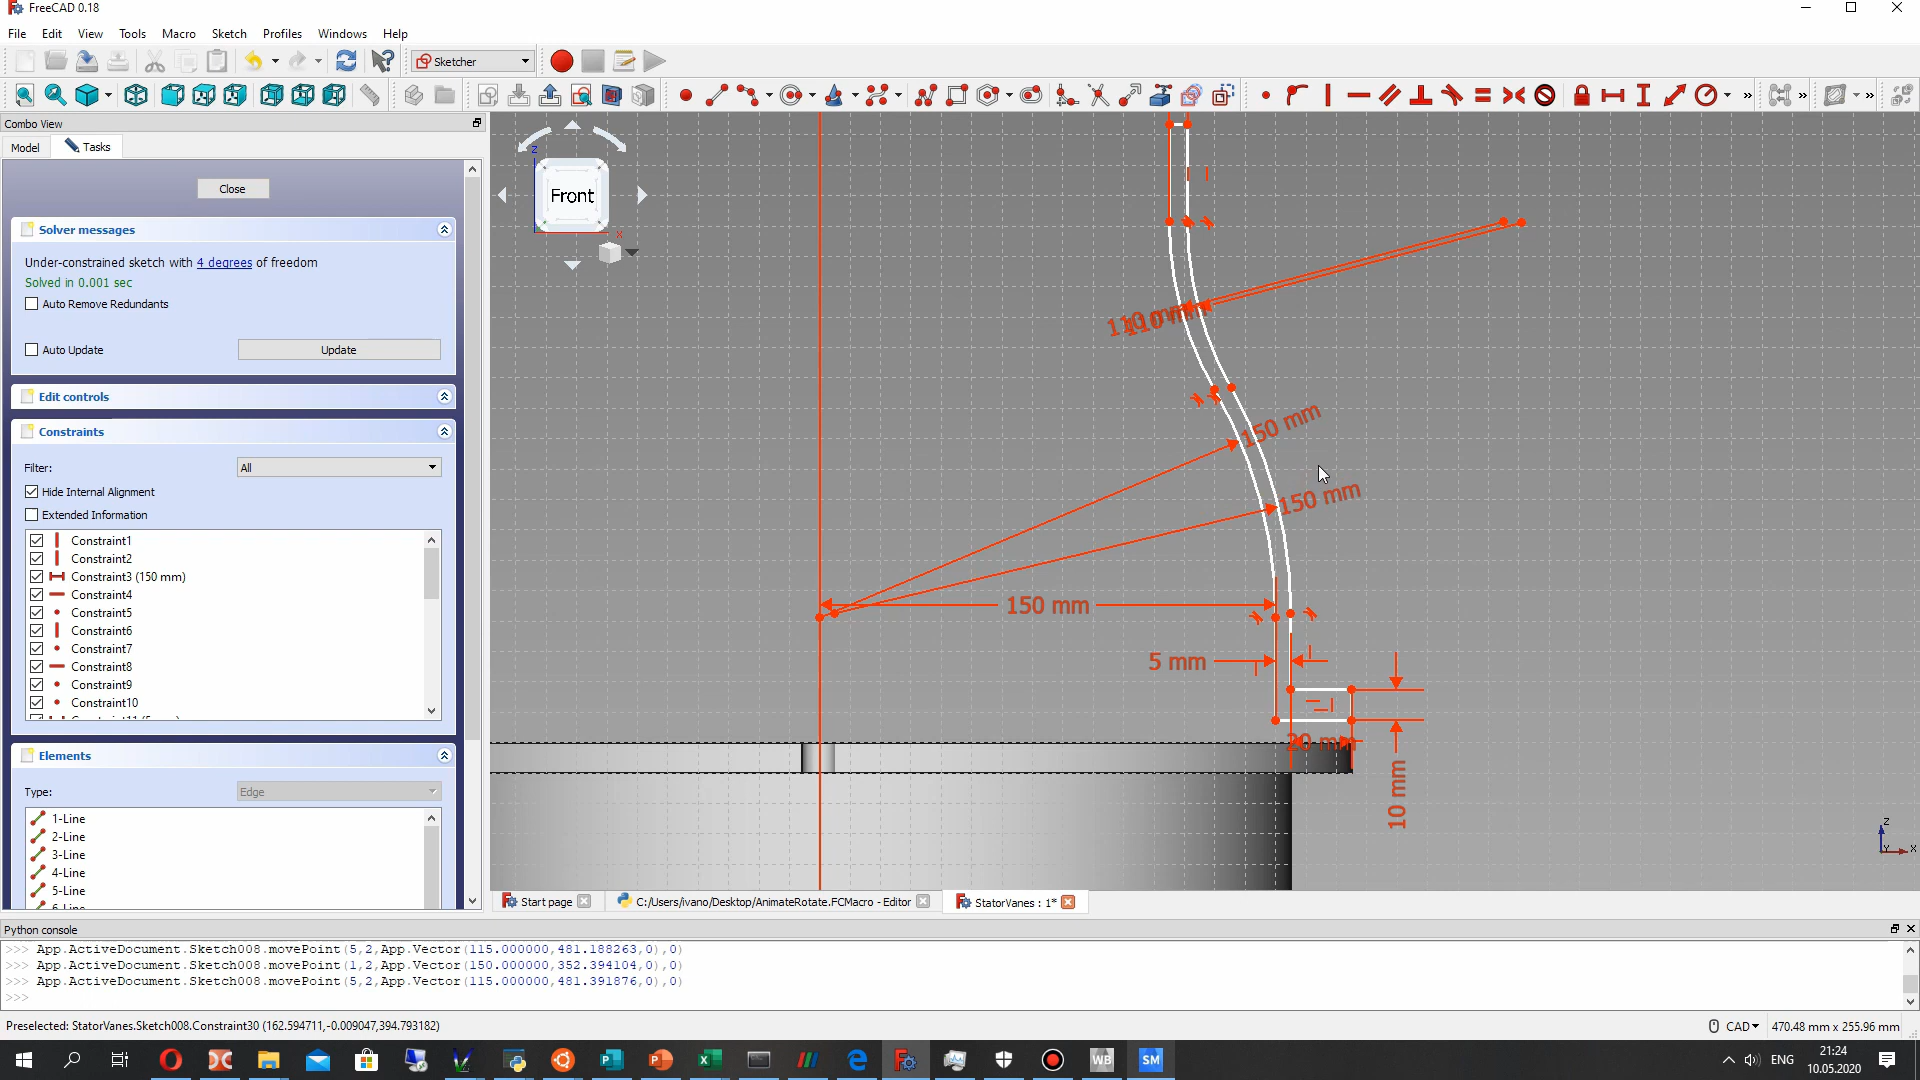 FreeCAD 0.18
File Edit View Tools Macro Sketch Profiles Windows Help
Sketcher
Combo View
Model Tasks
Close
Solver messages
Under-constrained sketch with 4 degrees of freedom
Solved in 0.001 sec
Auto Remove Redundants
Auto Update
Update
Edit controls
Constraints
Filter: All
Hide Internal Alignment
Extended Information
Constraint1
Constraint2
Constraint3 (150 mm)
Constraint4
Constraint5
Constraint6
Constraint7
Constraint8
Constraint9
Constraint10
Elements
Type: Edge
1-Line
2-Line
3-Line
4-Line
5-Line
Front
z
x
110 mm
110 mm
150 mm
150 mm
150 mm
5 mm
20 mm
10 mm
Z
Y X
Start page
C:/Users/ivano/Desktop/AnimateRotate.FCMacro - Editor
StatorVanes : 1*
Python console
>>> App.ActiveDocument.Sketch008.movePoint(5,2,App.Vector(115.000000,481.188263,0),0)
>>> App.ActiveDocument.Sketch008.movePoint(1,2,App.Vector(150.000000,352.394104,0),0)
>>> App.ActiveDocument.Sketch008.movePoint(5,2,App.Vector(115.000000,481.391876,0),0)
>>>
Preselected: StatorVanes.Sketch008.Constraint30 (162.594711,-0.009047,394.793182)
CAD
470.48 mm x 255.96 mm
WB
SM
ENG
21:24
10.05.2020